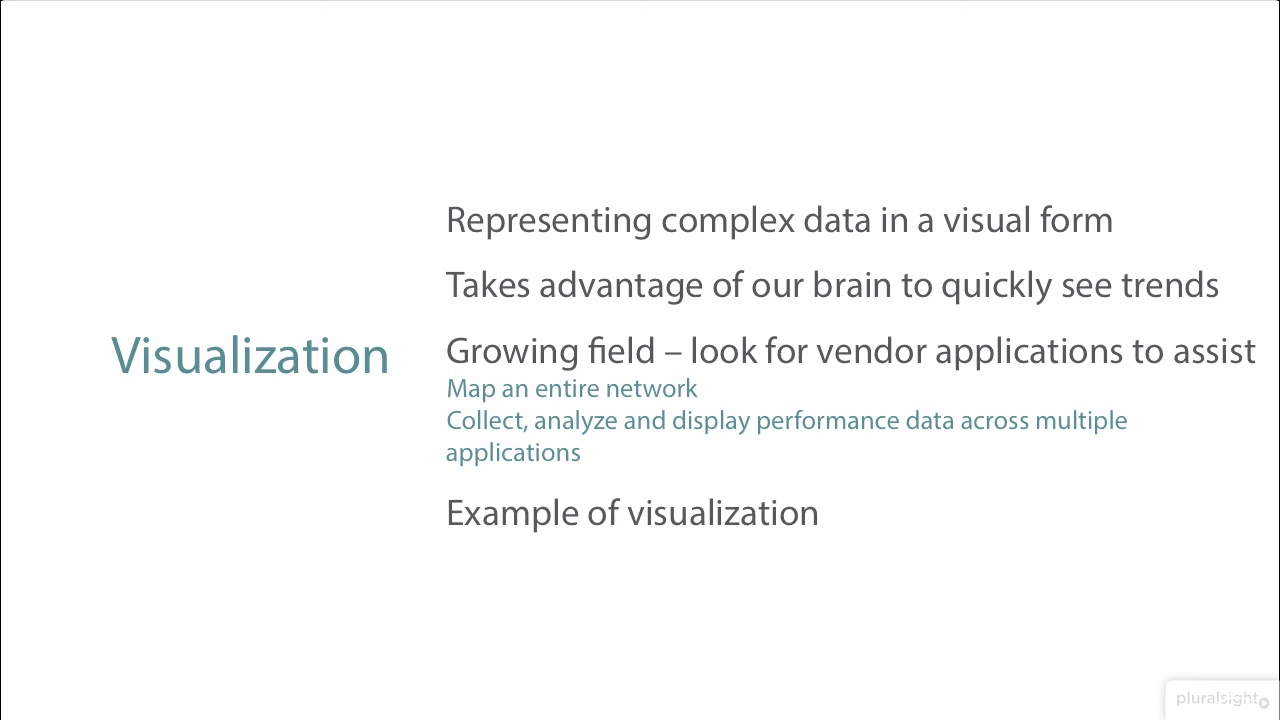 Visualization
Representing complex data in a visual form
Takes advantage of our brain to quickly see trends
Growing field – look for vendor applications to assist
Map an entire network
Collect, analyze and display performance data across multiple
applications
Example of visualization
pluralsight